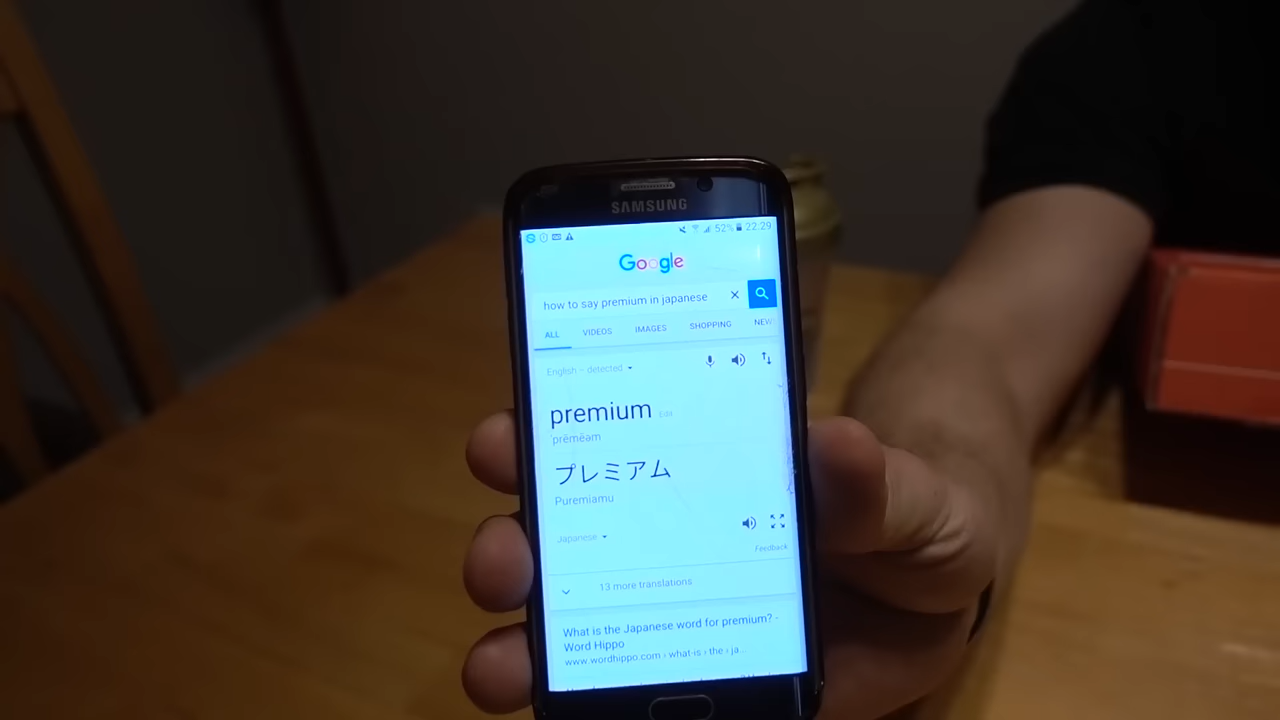 SAMSUNG
52% 22:29
Google
how to say premium in japanese
ALL VIDEOS IMAGES SHOPPING NEW
English – detected
premium Edit
ˈprēmēəm
プレミアム
Puremiamu
Japanese
Feedback
13 more translations
What is the Japanese word for premium? -
Word Hippo
www.wordhippo.com › what-is › the › ja...